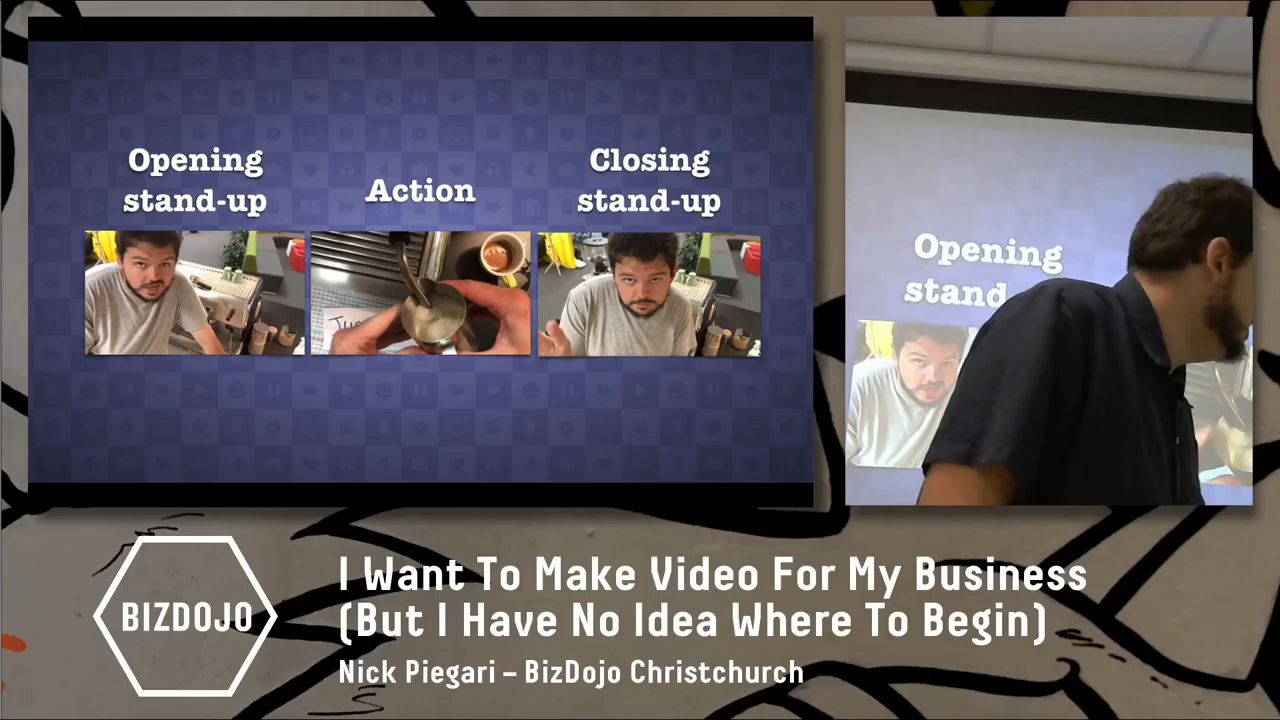 Opening
stand-up
Action
Closing
stand-up
Opening
stand
BIZDOJO
I Want To Make Video For My Business
(But I Have No Idea Where To Begin)
Nick Piegari – BizDojo Christchurch